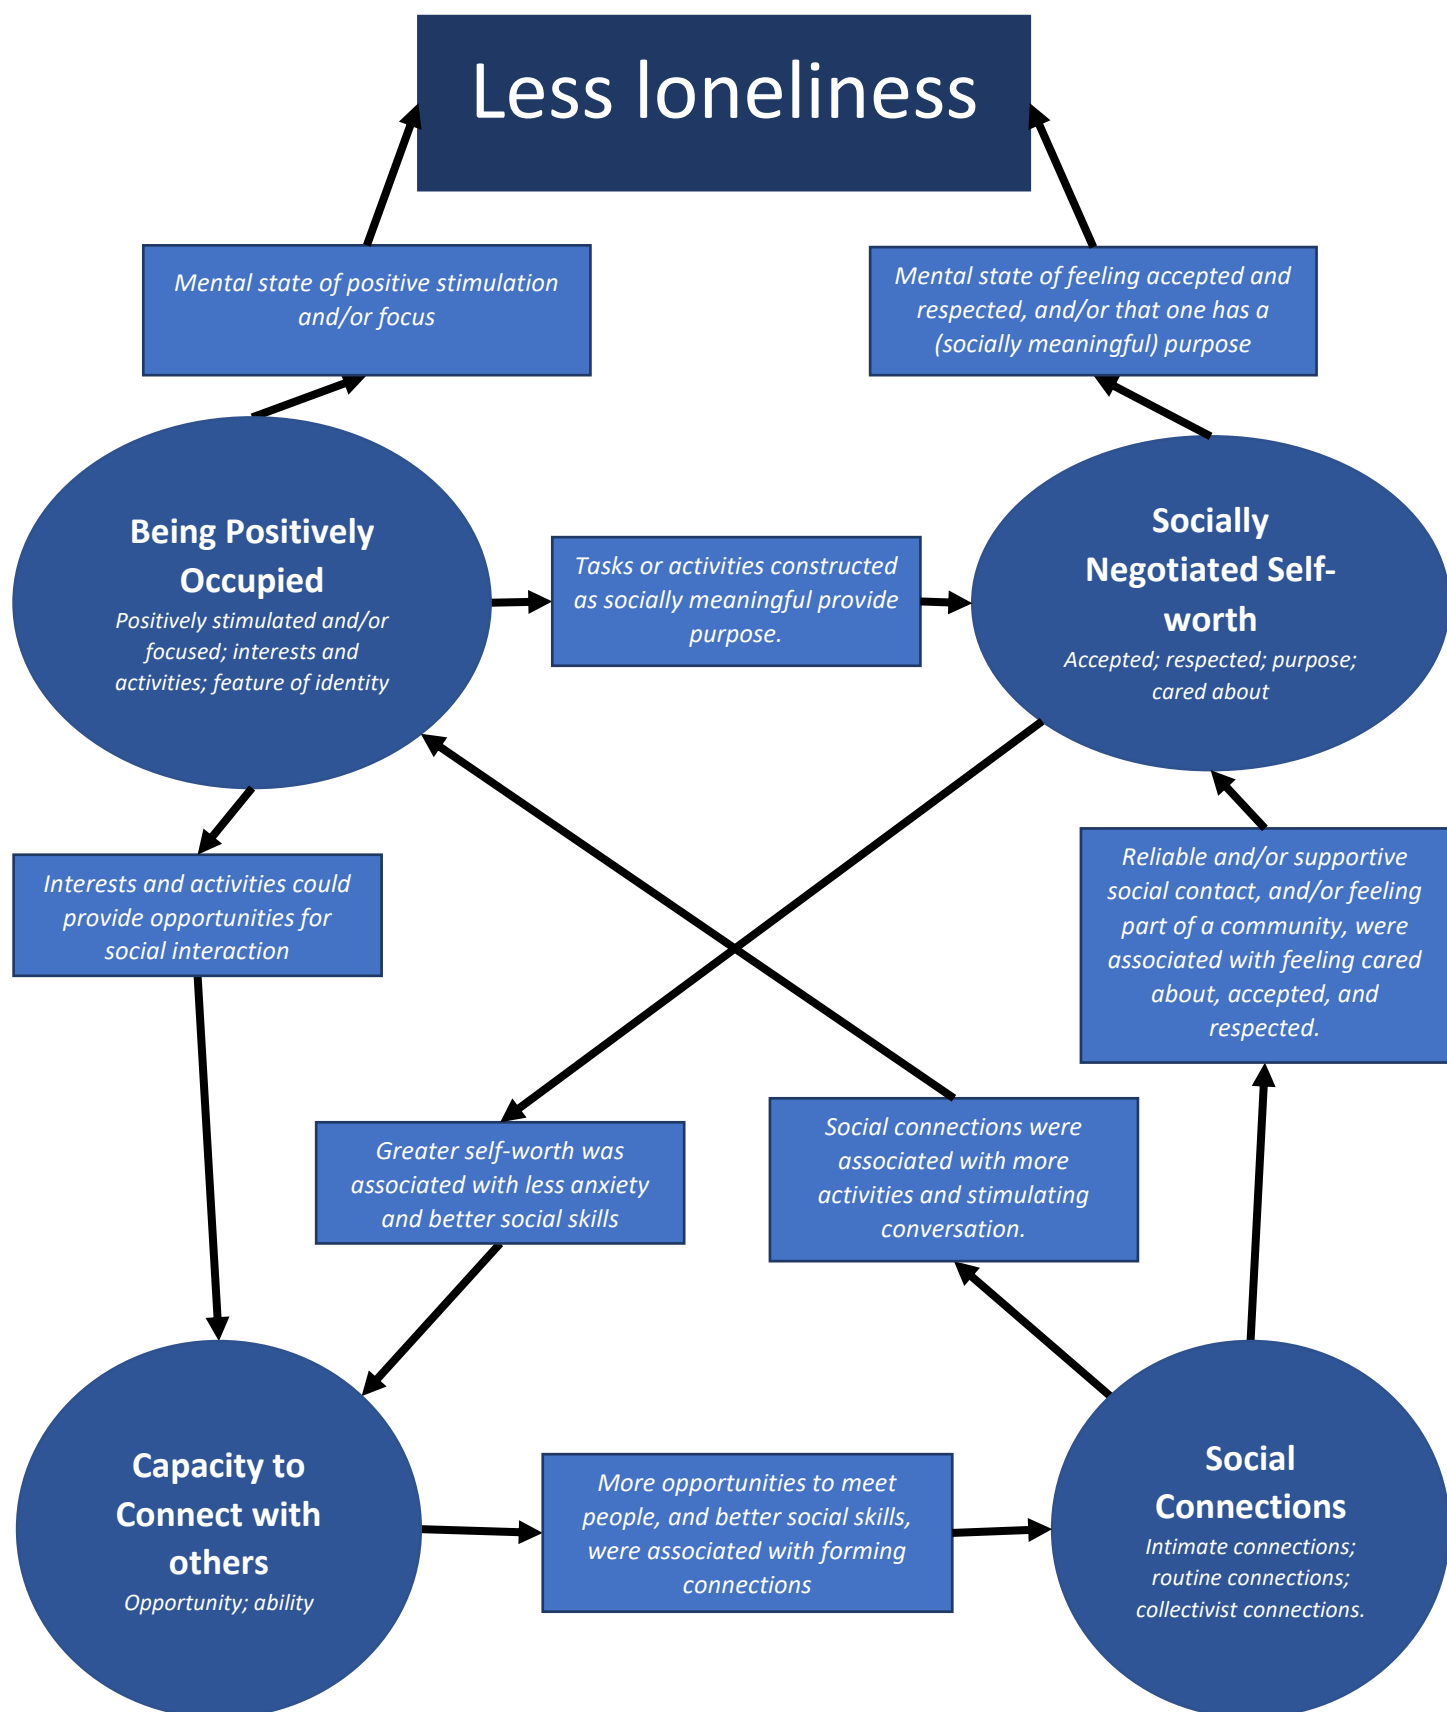 Less loneliness
Mental state of positive stimulation
and/or focus
Mental state of feeling accepted and
respected, and/or that one has a
(socially meaningful) purpose
Being Positively
Occupied
Positively stimulated and/or
focused; interests and
activities; feature of identity
Tasks or activities constructed
as socially meaningful provide
purpose.
Socially
Negotiated Self-
worth
Accepted; respected; purpose;
cared about
Interests and activities could
provide opportunities for
social interaction
Reliable and/or supportive
social contact, and/or feeling
part of a community, were
associated with feeling cared
about, accepted, and
respected.
Greater self-worth was
associated with less anxiety
and better social skills
Social connections were
associated with more
activities and stimulating
conversation.
Capacity to
Connect with
others
Opportunity; ability
More opportunities to meet
people, and better social skills,
were associated with forming
connections
Social
Connections
Intimate connections;
routine connections;
collectivist connections.